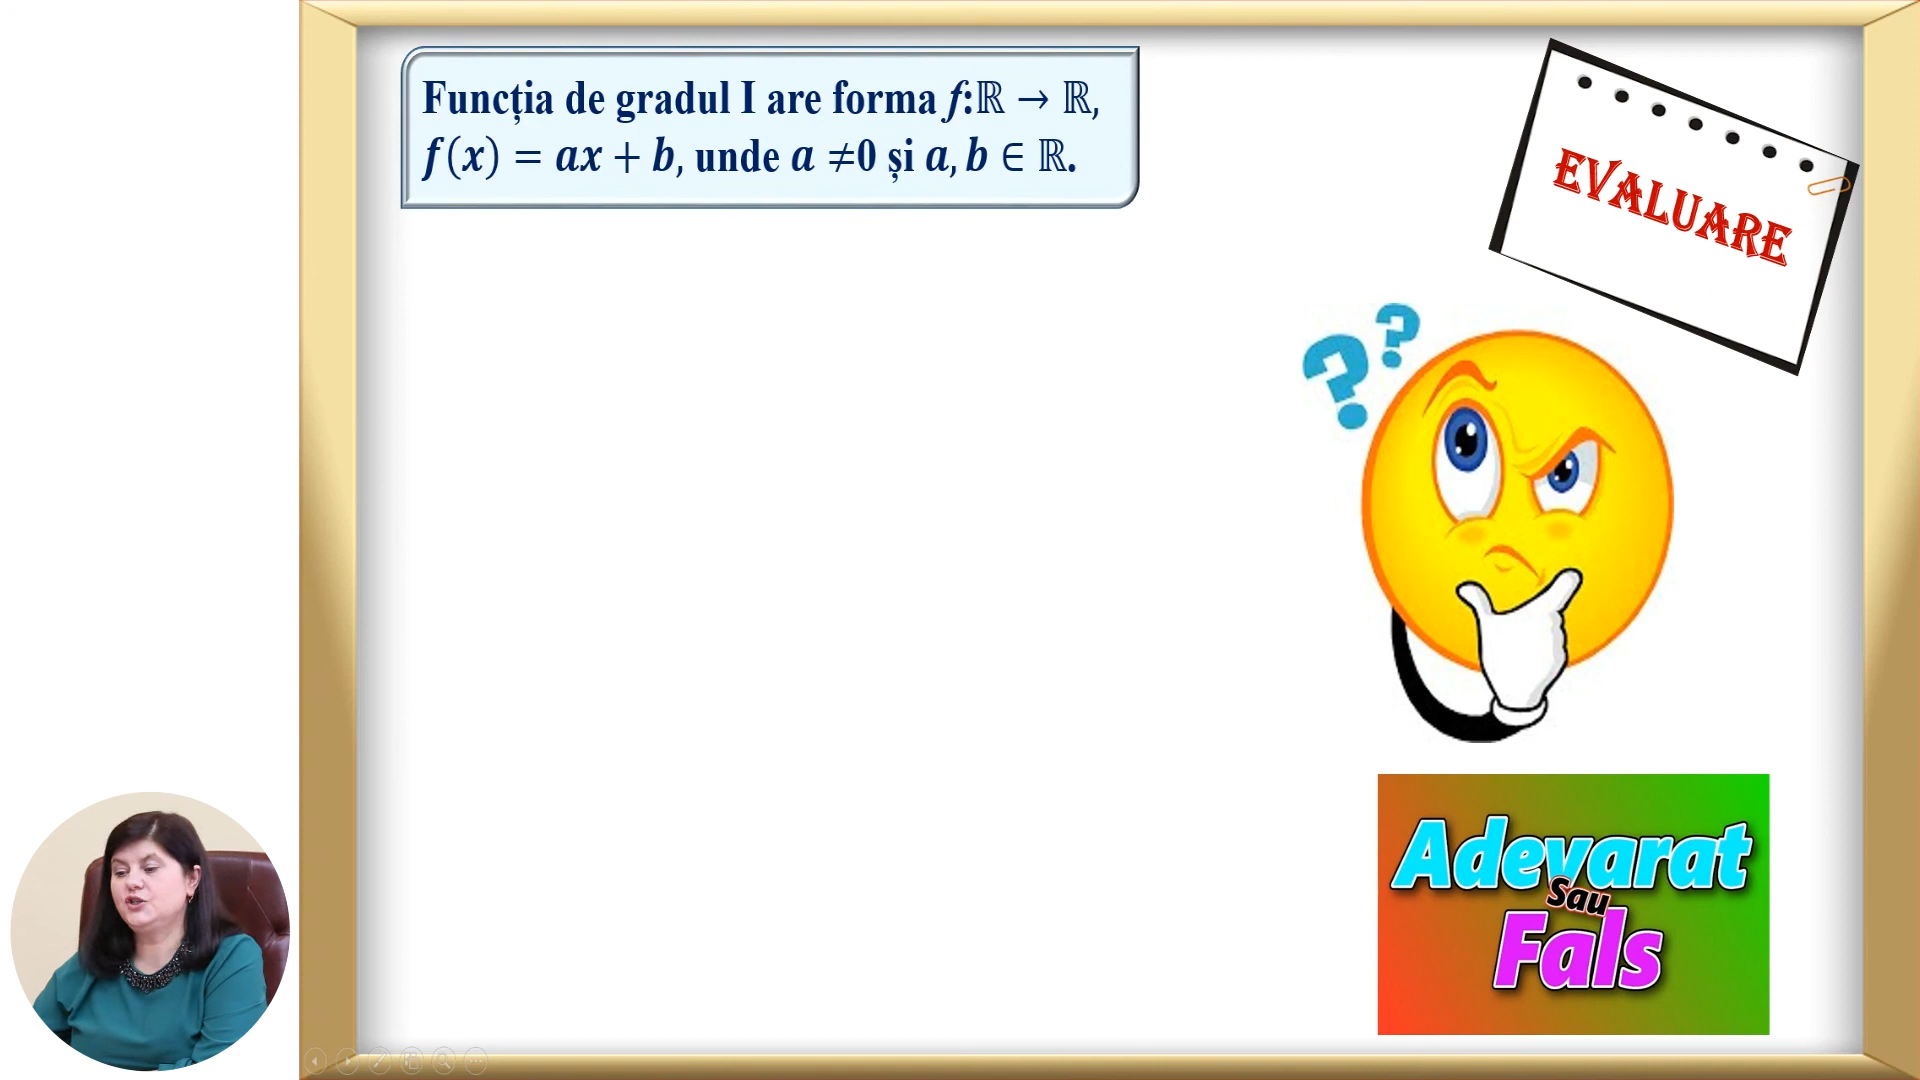 Funcția de gradul I are forma f:ℝ → ℝ,
f(x) = ax + b, unde a ≠0 și a, b ∈ ℝ.
EVALUARE
? ?
Adevarat
Sau
Fals